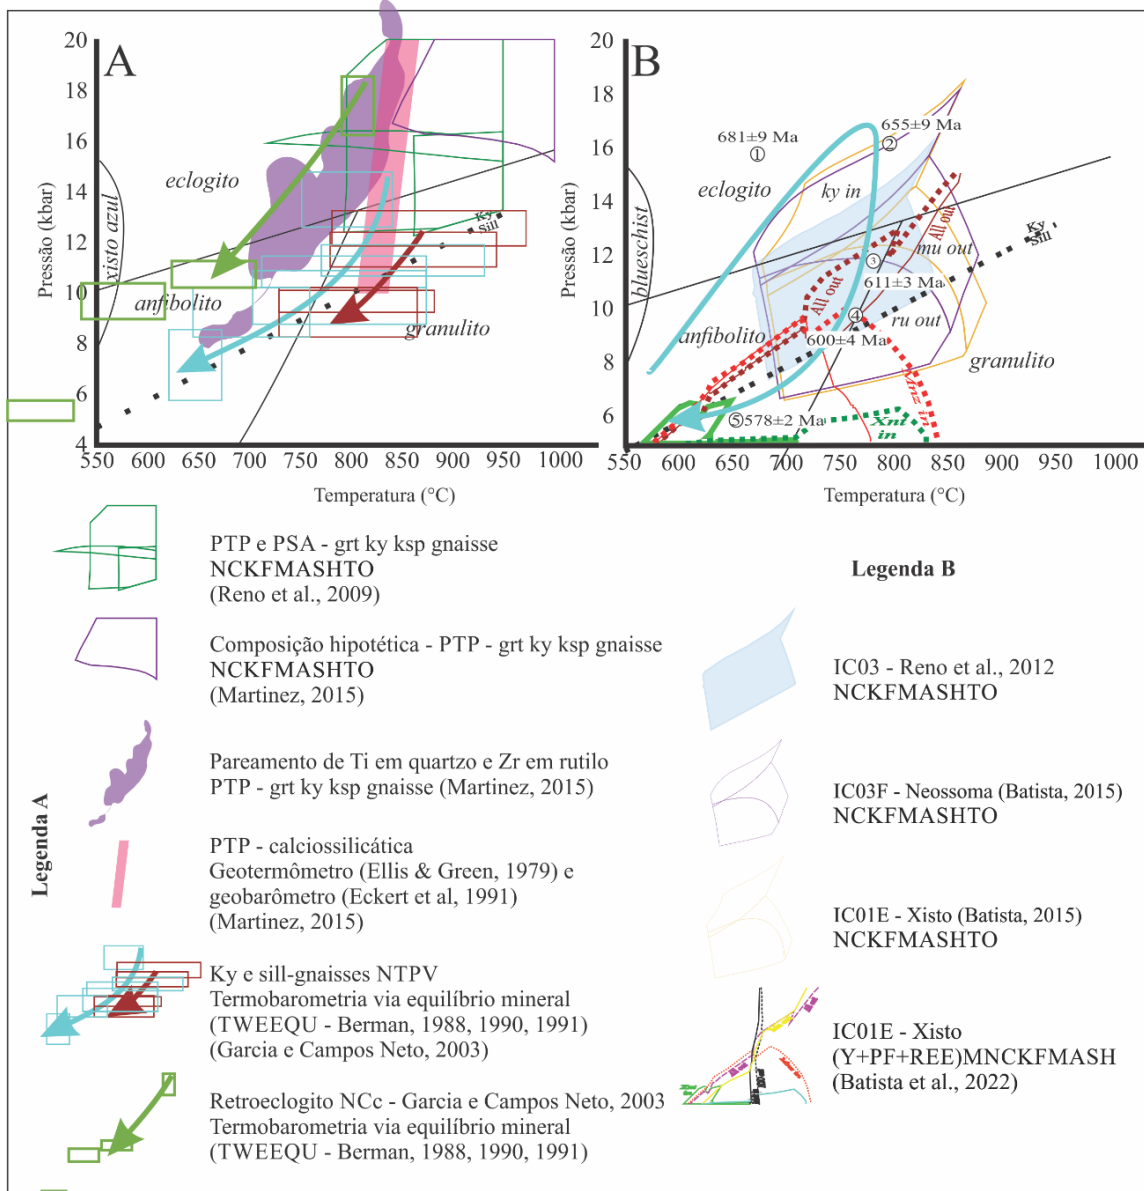 A
Pressão (kbar)
20
18
16
14
12
10
8
6
4
eclogito
xisto azul
anfibolito
granulito
Ky
Sill
550
600
650
700
750
800
850
900
950
1000
Temperatura (°C)
B
Pressão (kbar)
20
18
16
14
12
10
8
6
681±9 Ma
1
655±9 Ma
2
eclogito
ky in
blueschist
All out
mu out
Ky
Sill
3
611±3 Ma
All out
anfibolito
4
ru out
600±4 Ma
granulito
Mnz in
5 578±2 Ma
Xnt
in
550
600
650
700
750
800
850
900
950
1000
Temperatura (°C)
Legenda A
PTP e PSA - grt ky ksp gnaisse
NCKFMASHTO
(Reno et al., 2009)
Composição hipotética - PTP - grt ky ksp gnaisse
NCKFMASHTO
(Martinez, 2015)
Pareamento de Ti em quartzo e Zr em rutilo
PTP - grt ky ksp gnaisse (Martinez, 2015)
PTP - calciossilicática
Geotermômetro (Ellis & Green, 1979) e
geobarômetro (Eckert et al, 1991)
(Martinez, 2015)
Ky e sill-gnaisses NTPV
Termobarometria via equilíbrio mineral
(TWEEQU - Berman, 1988, 1990, 1991)
(Garcia e Campos Neto, 2003)
Retroeclogito NCc - Garcia e Campos Neto, 2003
Termobarometria via equilíbrio mineral
(TWEEQU - Berman, 1988, 1990, 1991)
Legenda B
IC03 - Reno et al., 2012
NCKFMASHTO
IC03F - Neossoma (Batista, 2015)
NCKFMASHTO
IC01E - Xisto (Batista, 2015)
NCKFMASHTO
IC01E - Xisto
(Y+PF+REE)MNCKFMASH
(Batista et al., 2022)